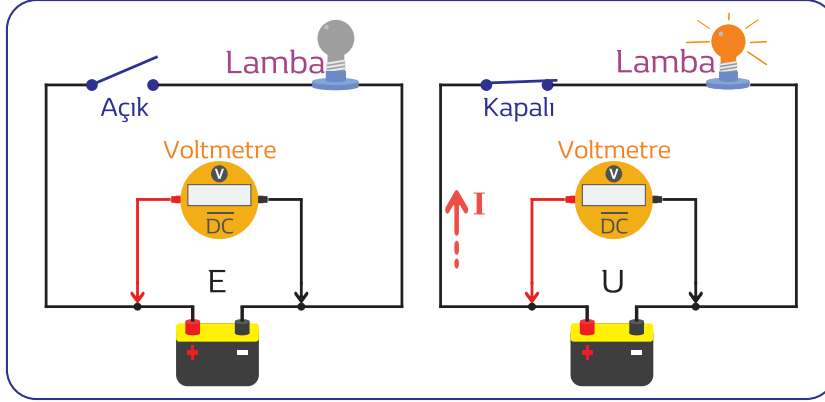 Lamba
Açık
Voltmetre
V
DC
E
+ -
Lamba
Kapalı
Voltmetre
V
DC
I
U
+ -